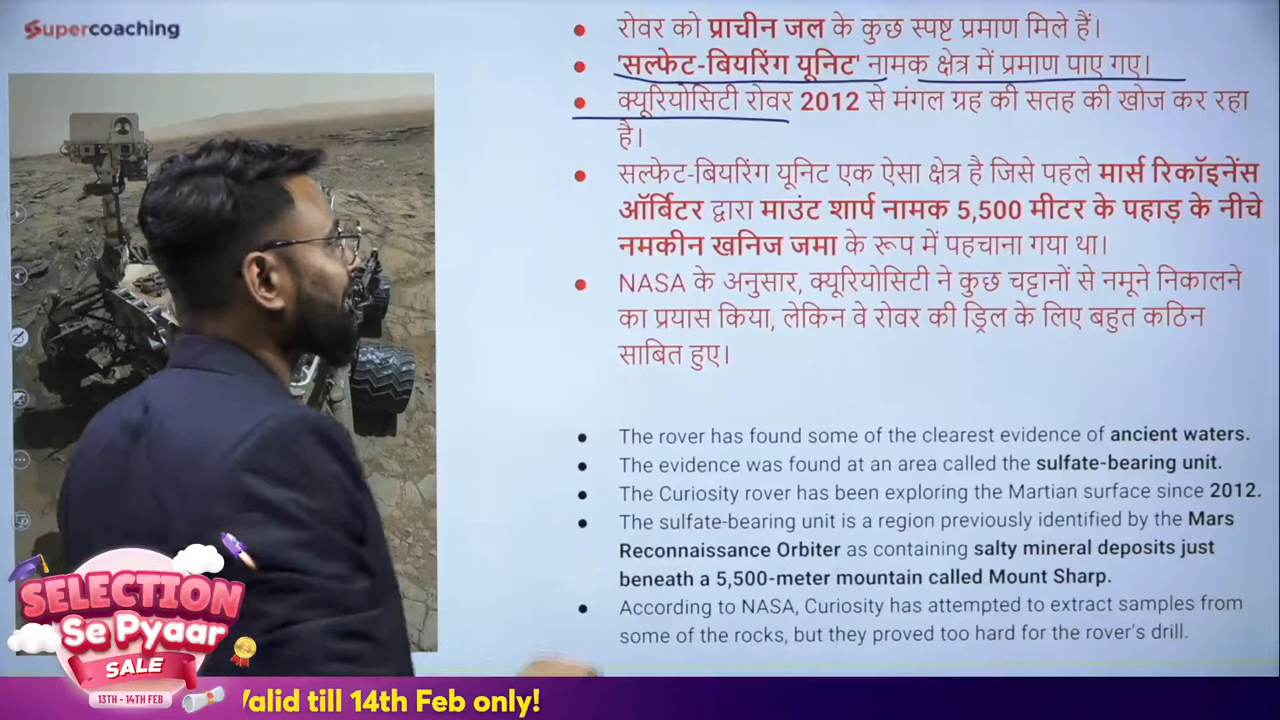 Supercoaching
• रोवर को प्राचीन जल के कुछ स्पष्ट प्रमाण मिले हैं।
• 'सल्फेट-बियरिंग यूनिट' नामक क्षेत्र में प्रमाण पाए गए।
• क्यूरियोसिटी रोवर 2012 से मंगल ग्रह की सतह की खोज कर रहा
है।
• सल्फेट-बियरिंग यूनिट एक ऐसा क्षेत्र है जिसे पहले मार्स रिकॉइनेंस
ऑर्बिटर द्वारा माउंट शार्प नामक 5,500 मीटर के पहाड़ के नीचे
नमकीन खनिज जमा के रूप में पहचाना गया था।
• NASA के अनुसार, क्यूरियोसिटी ने कुछ चट्टानों से नमूने निकालने
का प्रयास किया, लेकिन वे रोवर की ड्रिल के लिए बहुत कठिन
साबित हुए।
• The rover has found some of the clearest evidence of ancient waters.
• The evidence was found at an area called the sulfate-bearing unit.
• The Curiosity rover has been exploring the Martian surface since 2012.
• The sulfate-bearing unit is a region previously identified by the Mars
Reconnaissance Orbiter as containing salty mineral deposits just
beneath a 5,500-meter mountain called Mount Sharp.
• According to NASA, Curiosity has attempted to extract samples from
some of the rocks, but they proved too hard for the rover's drill.
SELECTION
Se Pyaar
SALE
13TH - 14TH FEB
alid till 14th Feb only!